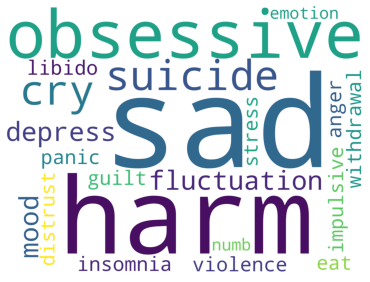 emotion
obsessive
libido
suicide
cry
sad
depress
stress
anger
withdrawal
panic
guilt
fluctuation
impulsive
mood
distrust
harm
numb
insomnia
violence
eat